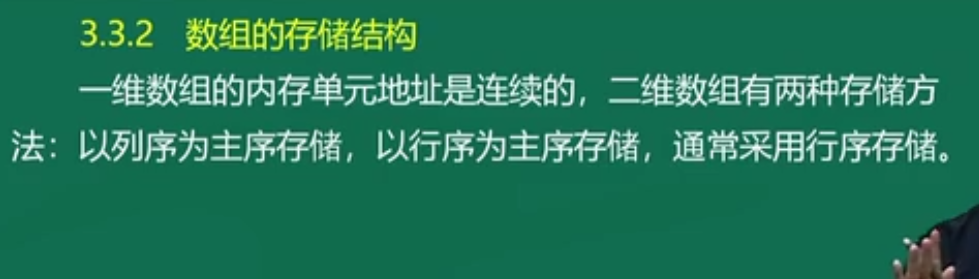 3.3.2 数组的存储结构
一维数组的内存单元地址是连续的，二维数组有两种存储方
法：以列序为主序存储，以行序为主序存储，通常采用行序存储。